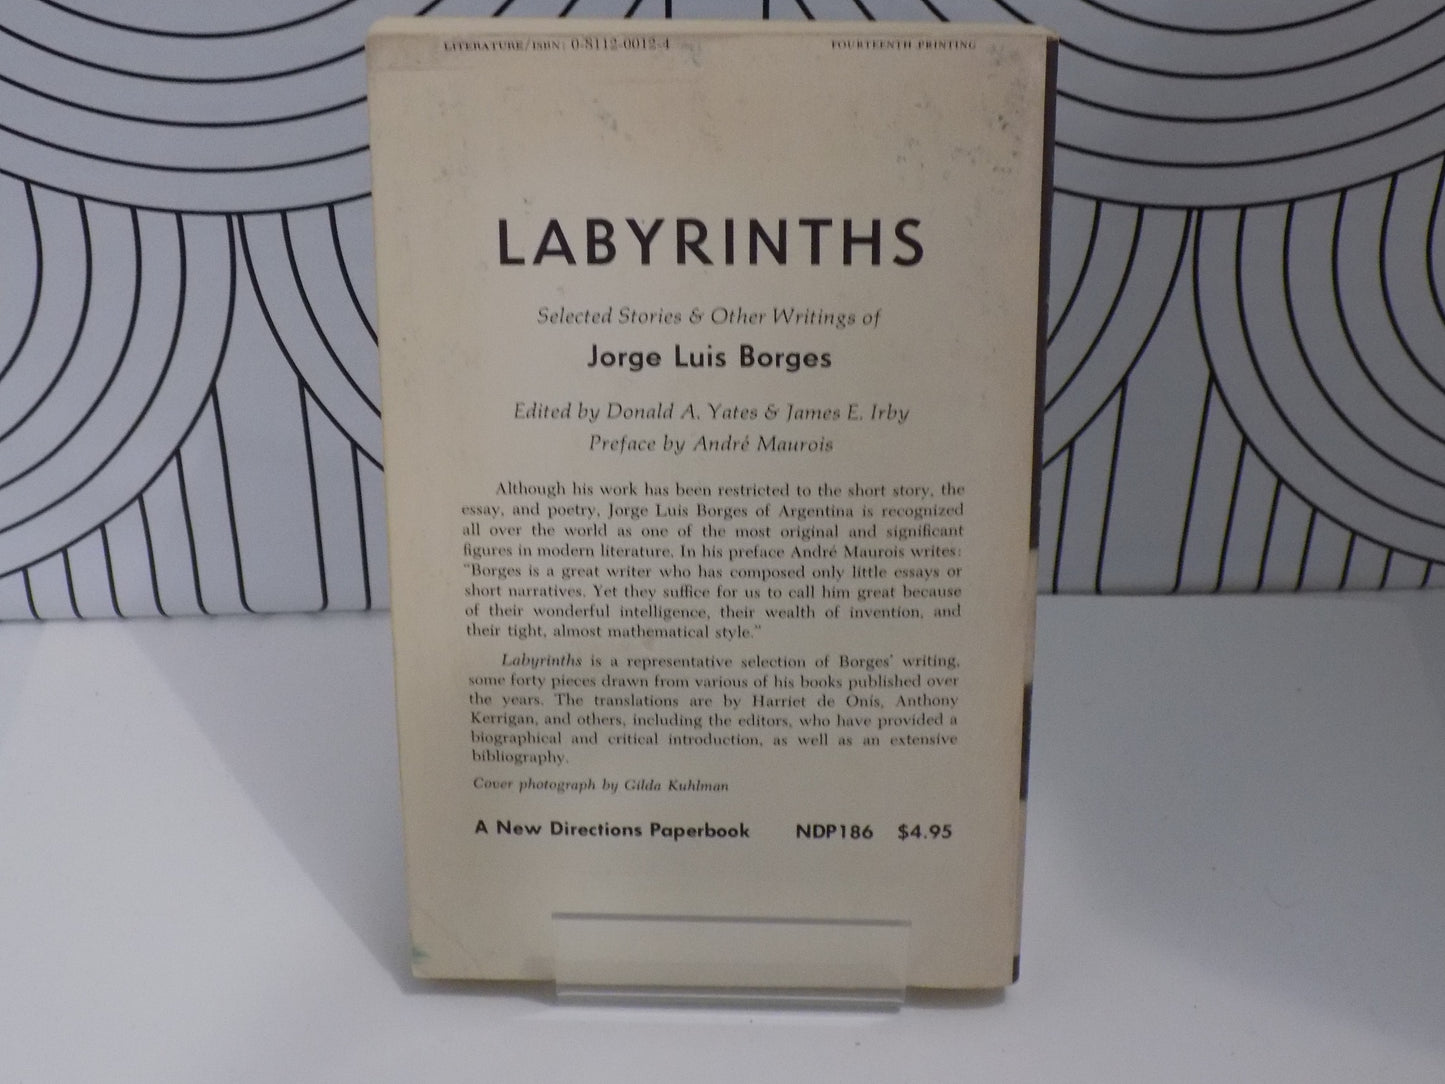 LITERATURE/ISBN: 0-8112-0012-4 FOURTEENTH PRINTING
LABYRINTHS
Selected Stories & Other Writings of
Jorge Luis Borges
Edited by Donald A. Yates & James E. Irby
Preface by André Maurois
Although his work has been restricted to the short story, the
essay, and poetry, Jorge Luis Borges of Argentina is recognized
all over the world as one of the most original and significant
figures in modern literature. In his preface André Maurois writes:
"Borges is a great writer who has composed only little essays or
short narratives. Yet they suffice for us to call him great because
of their wonderful intelligence, their wealth of invention, and
their tight, almost mathematical style."
Labyrinths is a representative selection of Borges' writing,
some forty pieces drawn from various of his books published over
the years. The translations are by Harriet de Onís, Anthony
Kerrigan, and others, including the editors, who have provided a
biographical and critical introduction, as well as an extensive
bibliography.
Cover photograph by Gilda Kuhlman
A New Directions Paperbook NDP186 $4.95